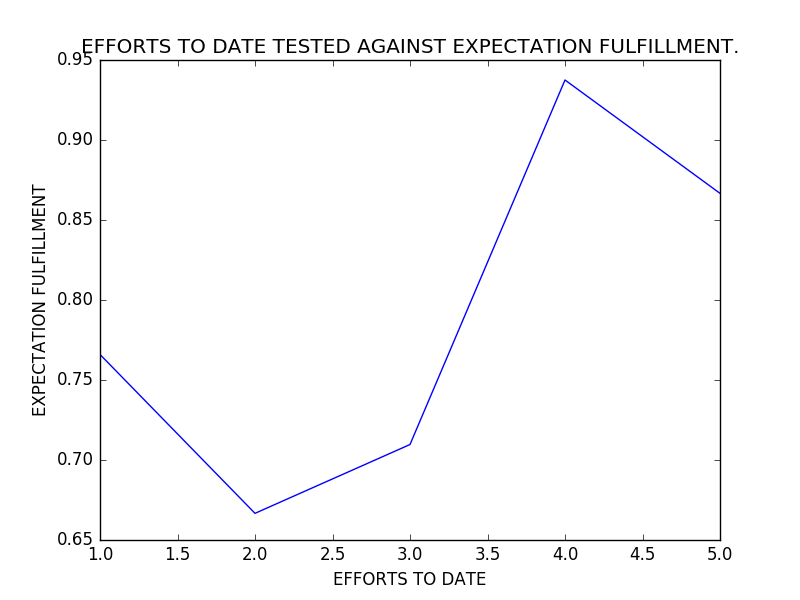 EFFORTS TO DATE TESTED AGAINST EXPECTATION FULFILLMENT.
0.95
0.90
0.85
0.80
0.75
0.70
0.65
EXPECTATION FULFILLMENT
1.0 1.5 2.0 2.5 3.0 3.5 4.0 4.5 5.0
EFFORTS TO DATE